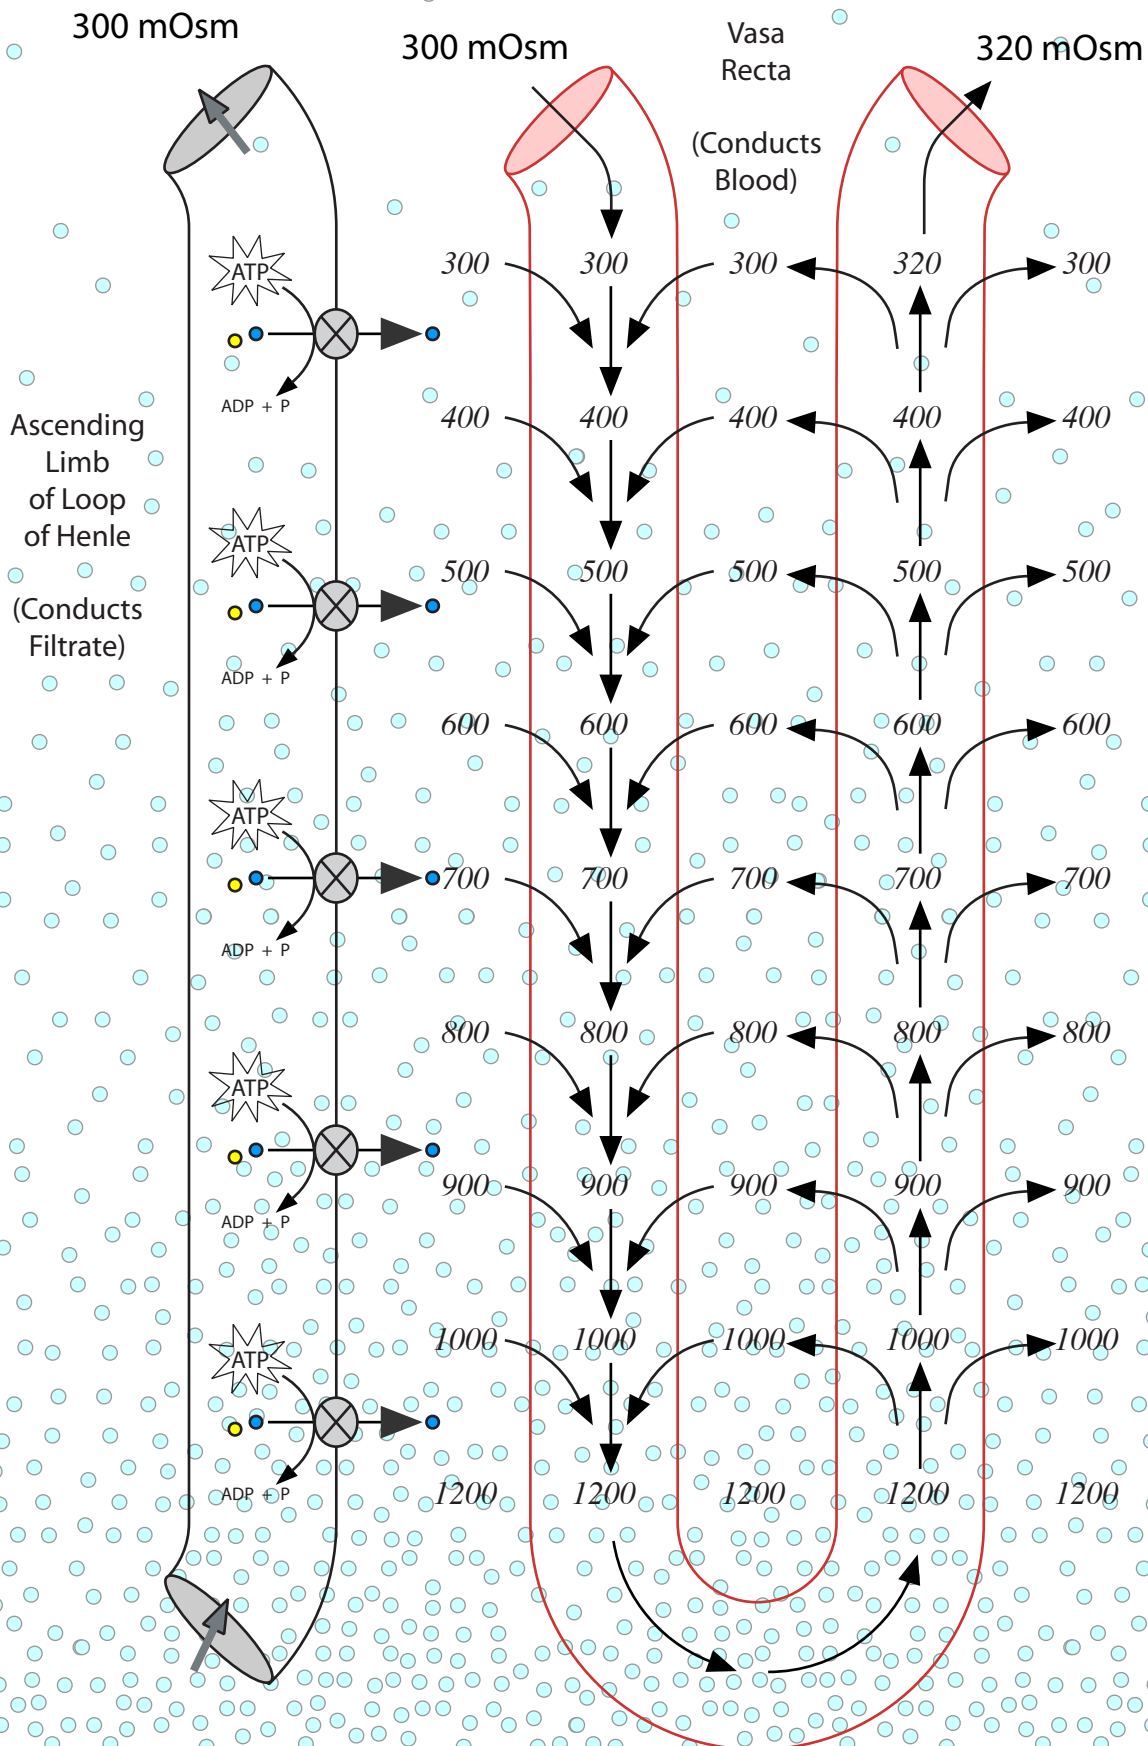 300 mOsm
300 mOsm
Vasa
Recta
320 mOsm
(Conducts
Blood)
300 300 300 320 300
ATP
ADP + P
400 400 400 400 400
Ascending
Limb
of Loop
of Henle
(Conducts
Filtrate)
ATP
500 500 500 500 500
ADP + P
600 600 600 600 600
ATP
700 700 700 700 700
ADP + P
800 800 800 800 800
ATP
900 900 900 900 900
ADP + P
1000 1000 1000 1000 1000
ATP
ADP + P
1200 1200 1200 1200 1200